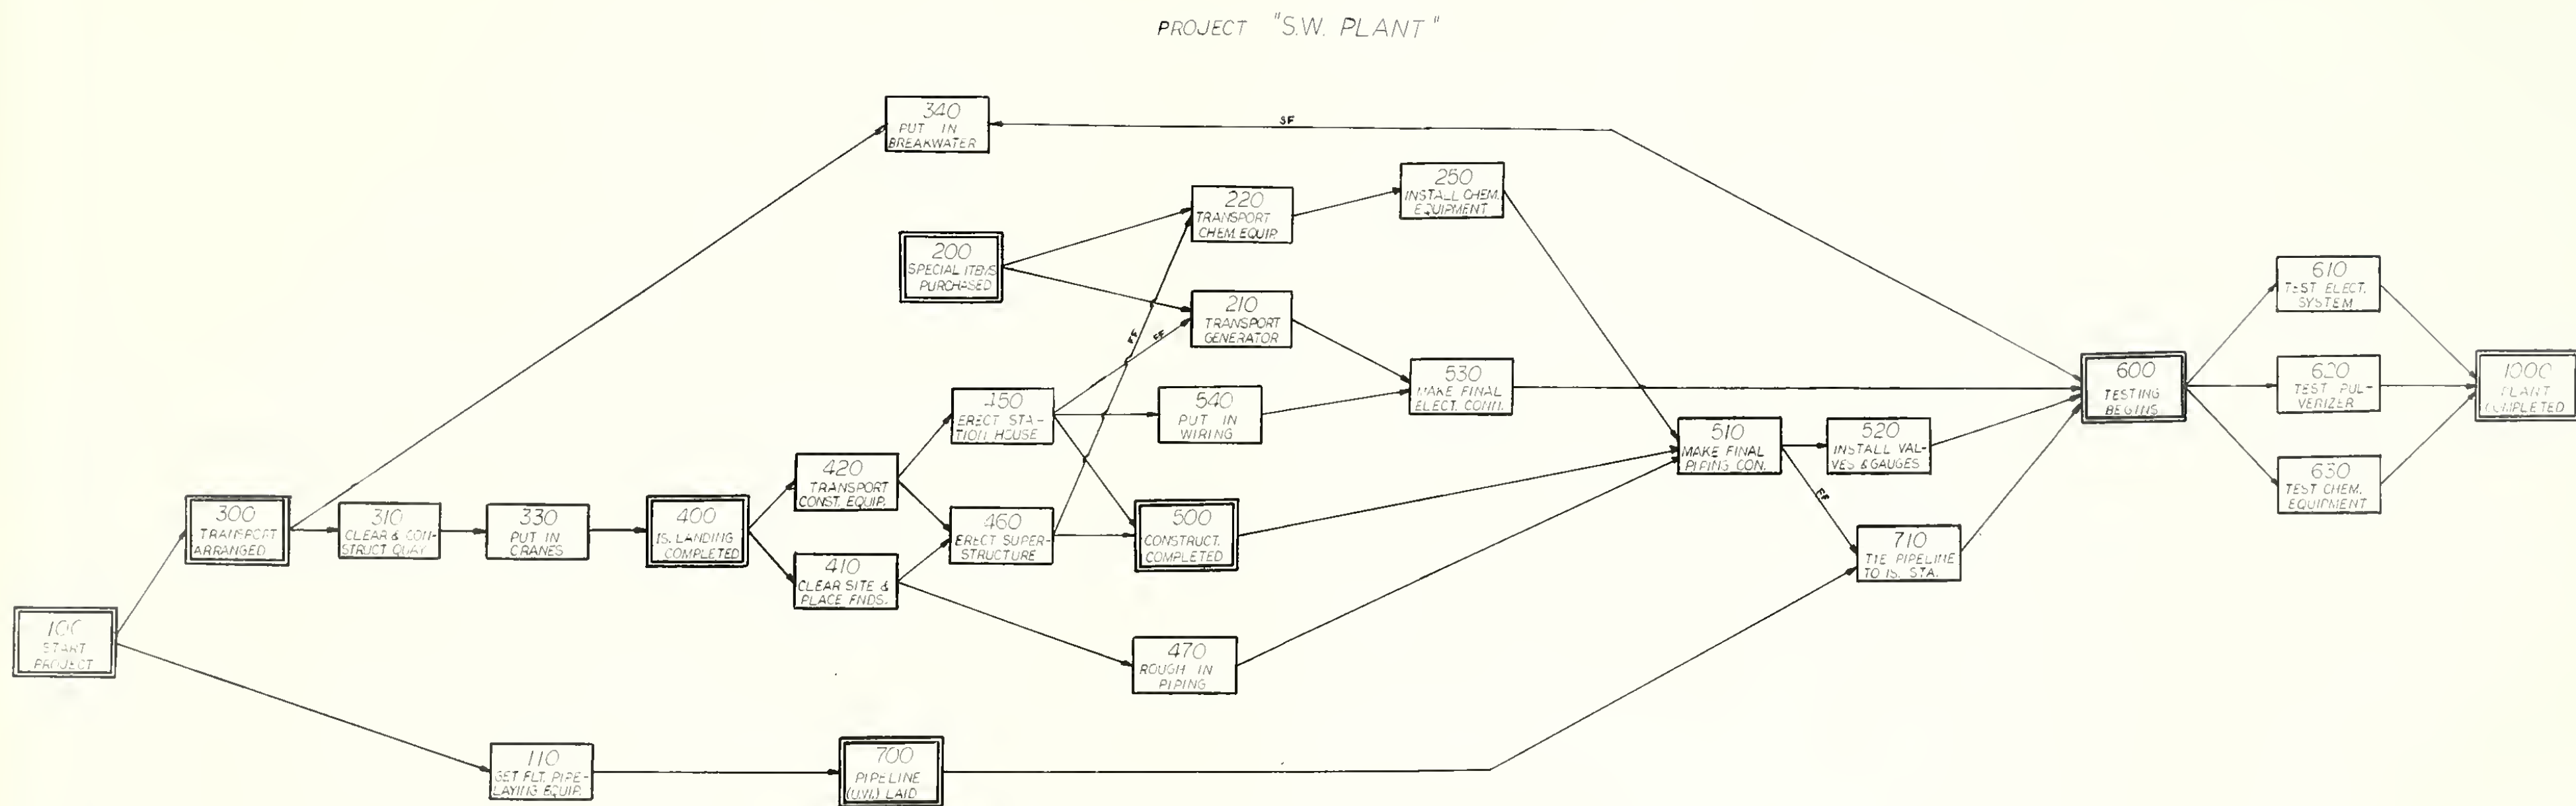 PROJECT "S.W. PLANT"
340
PUT IN
BREAKWATER
SF
250
INSTALL CHEM.
EQUIPMENT
220
TRANSPORT
CHEM. EQUIP.
200
SPECIAL ITEMS
PURCHASED
210
TRANSPORT
GENERATOR
FF
FF
610
TEST ELECT.
SYSTEM
530
MAKE FINAL
ELECT. CONN.
600
TESTING
BEGINS
620
TEST PUL-
VERIZER
1000
PLANT
COMPLETED
450
ERECT STA-
TION HOUSE
540
PUT IN
WIRING
510
MAKE FINAL
PIPING CON.
520
INSTALL VAL-
VES & GAUGES
420
TRANSPORT
CONST. EQUIP.
630
TEST CHEM.
EQUIPMENT
300
TRANSPORT
ARRANGED
310
CLEAR & CON-
STRUCT QUAY
330
PUT IN
CRANES
400
IS. LANDING
COMPLETED
460
ERECT SUPER-
STRUCTURE
500
CONSTRUCT.
COMPLETED
FF
710
TIE PIPELINE
TO IS. STA.
410
CLEAR SITE &
PLACE FNDS.
100
START
PROJECT
470
ROUGH IN
PIPING
110
GET FLT. PIPE-
LAYING EQUIP.
700
PIPELINE
(U.W.) LAID